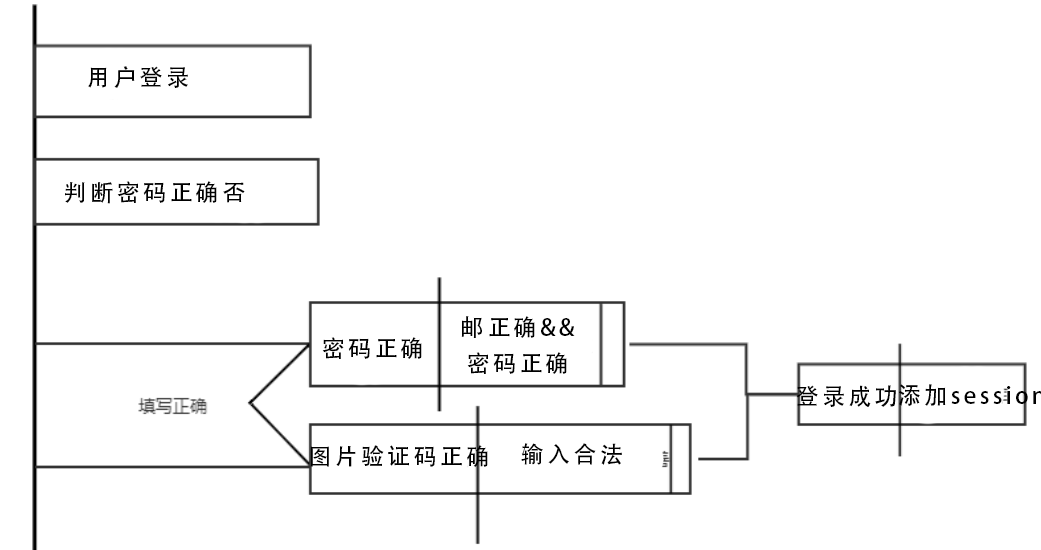 用户登录
判断密码正确否
密码正确
邮正确&&
密码正确
填写正确
图片验证码正确
输入合法
登录成功
添加session